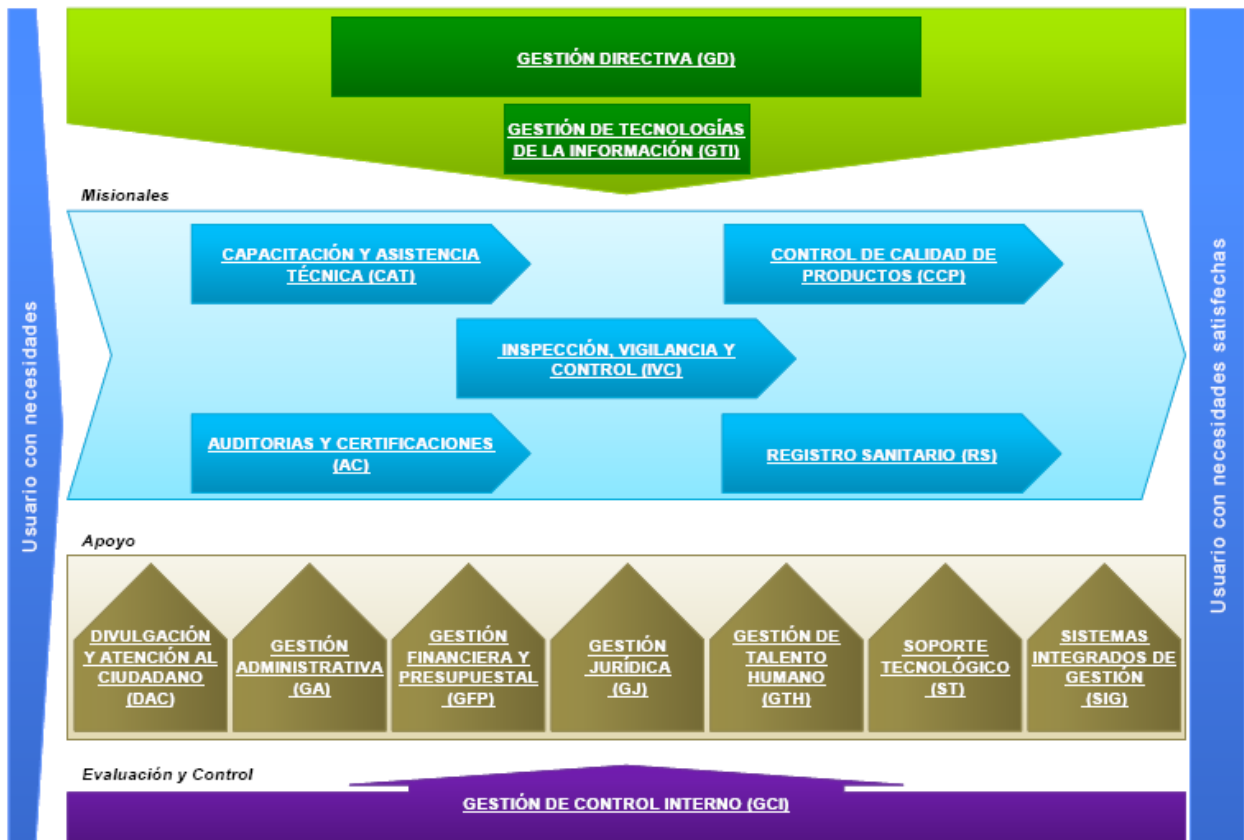 GESTIÓN DIRECTIVA (GD)
GESTIÓN DE TECNOLOGÍAS
DE LA INFORMACIÓN (GTI)
Misionales
CAPACITACIÓN Y ASISTENCIA
TÉCNICA (CAT)
CONTROL DE CALIDAD DE
PRODUCTOS (CCP)
INSPECCIÓN, VIGILANCIA Y
CONTROL (IVC)
AUDITORIAS Y CERTIFICACIONES
(AC)
REGISTRO SANITARIO (RS)
Usuario con necesidades
Usuario con necesidades satisfechas
Apoyo
DIVULGACIÓN
Y ATENCIÓN AL
CIUDADANO
(DAC)
GESTIÓN
ADMINISTRATIVA
(GA)
GESTIÓN
FINANCIERA Y
PRESUPUESTAL
(GFP)
GESTIÓN
JURÍDICA
(GJ)
GESTIÓN DE
TALENTO
HUMANO
(GTH)
SOPORTE
TECNOLÓGICO
(ST)
SISTEMAS
INTEGRADOS DE
GESTIÓN
(SIG)
Evaluación y Control
GESTIÓN DE CONTROL INTERNO (GCI)